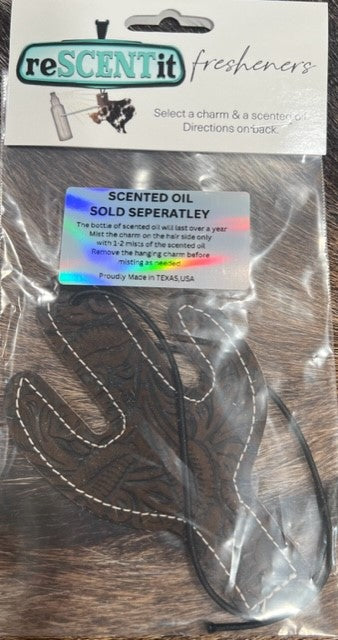 reSCENTit fresheners
Select a charm & a scented oil
Directions on back.
SCENTED OIL
SOLD SEPERATLEY
The bottle of scented oil will last over a year
Mist the charm on the hair side only
with 1-2 mists of the scented oil
Remove the hanging charm before
misting as needed
Proudly Made in TEXAS,USA